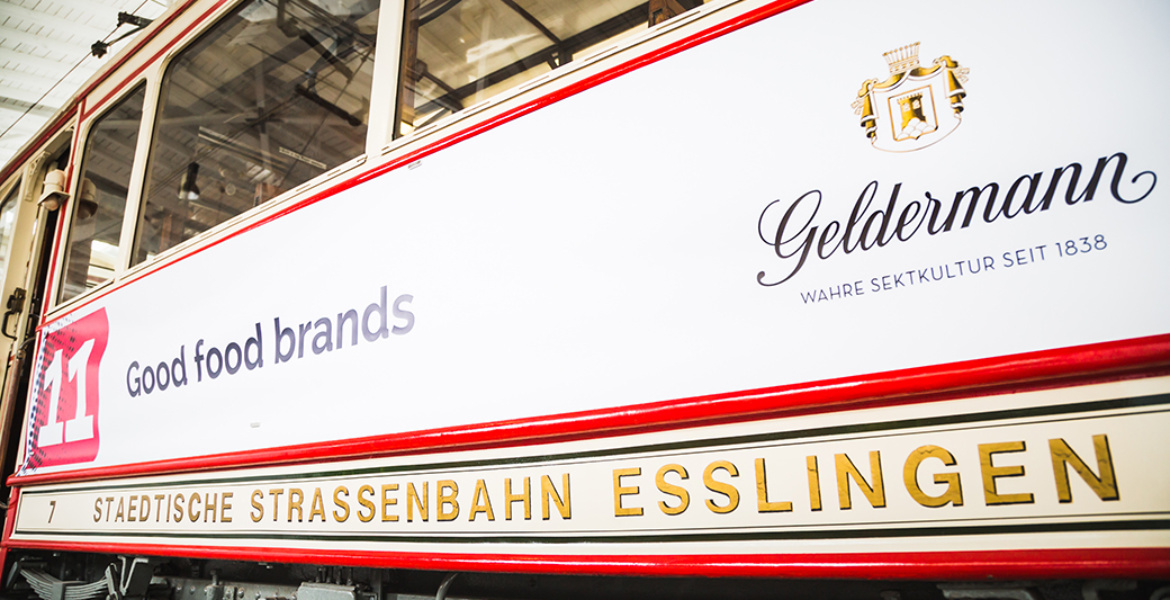 Geldermann
WAHRE SEKTKULTUR SEIT 1838
11
Good food brands
7 STAEDTISCHE STRASSENBAHN ESSLINGEN